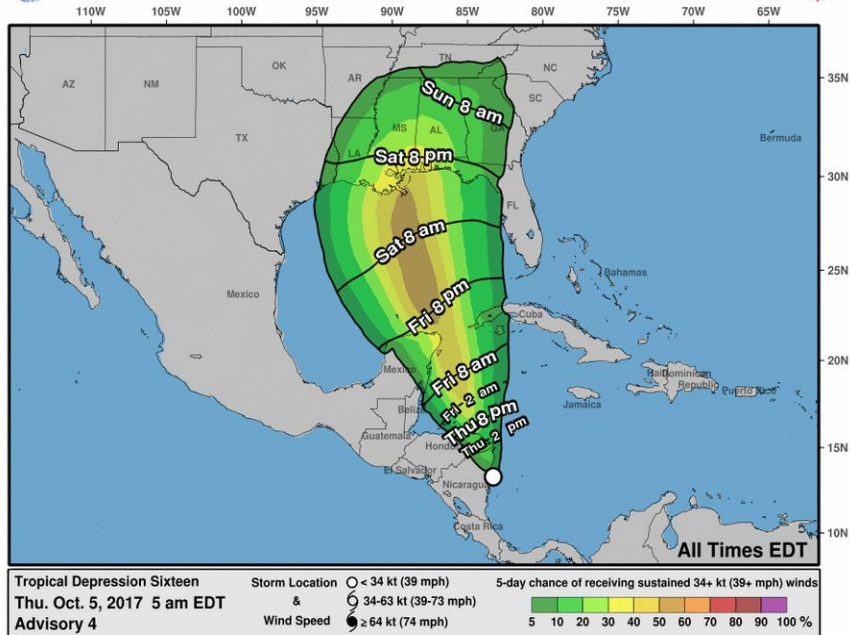 110W 105W 100W 95W 90W 85W 80W 75W 70W 65W
TN
OK
NC
AR
AZ
NM
35N
Sun 8 am
SC
MS AL GA
TX
Bermuda
LA
Sat 8 pm
30N
FL
Sat 8 am
25N
Bahamas
Mexico
Fri 8 pm
Cuba
20N
Mexico
Fri 8 am
Haiti Dominican
Republic
Puerto Rico
Fri - 2 am
Jamaica
Belize
Thu 8 pm
Thu - 2 pm
Guatemala
Honduras
15N
El Salvador
Nicaragua
Costa Rica
10N
All Times EDT
Tropical Depression Sixteen
Thu. Oct. 5, 2017 5 am EDT
Advisory 4
Storm Location
&
Wind Speed
< 34 kt (39 mph)
34-63 kt (39-73 mph)
≥ 64 kt (74 mph)
5-day chance of receiving sustained 34+ kt (39+ mph) winds
5 10 20 30 40 50 60 70 80 90 100 %